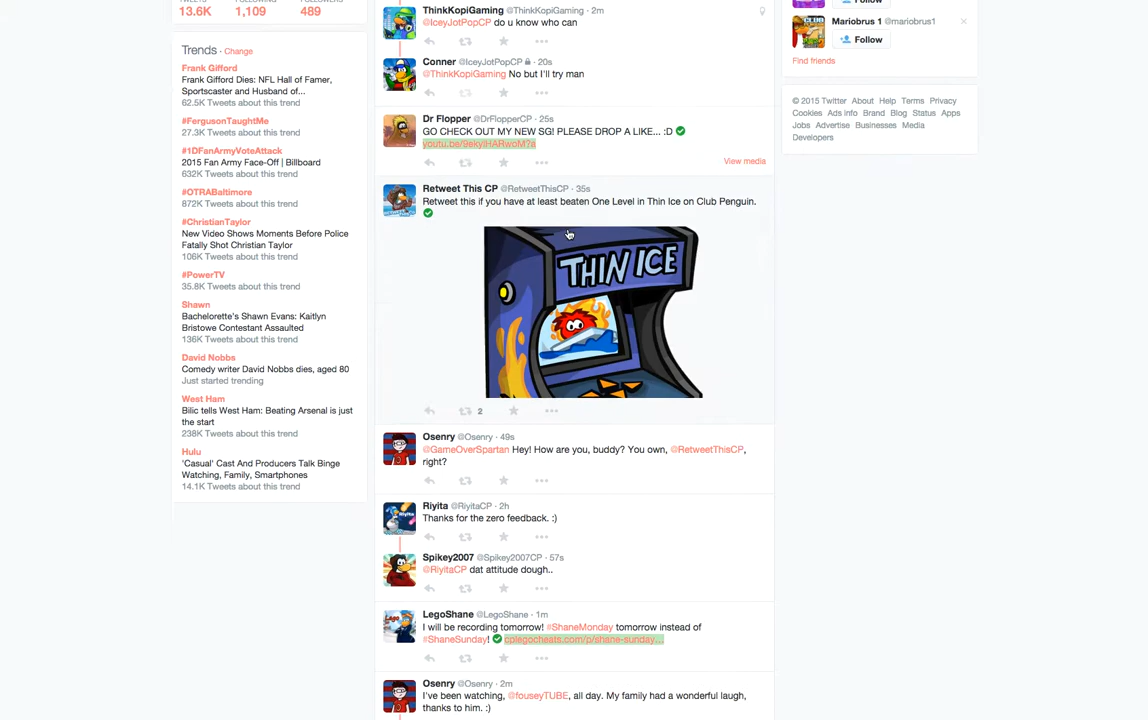 TWEETS FOLLOWING FOLLOWERS
13.6K 1,109 489
Trends · Change
Frank Gifford
Frank Gifford Dies: NFL Hall of Famer,
Sportscaster and Husband of...
62.5K Tweets about this trend
#FergusonTaughtMe
27.3K Tweets about this trend
#1DFanArmyVoteAttack
2015 Fan Army Face-Off | Billboard
632K Tweets about this trend
#OTRABaltimore
872K Tweets about this trend
#ChristianTaylor
New Video Shows Moments Before Police
Fatally Shot Christian Taylor
106K Tweets about this trend
#PowerTV
35.8K Tweets about this trend
Shawn
Bachelorette's Shawn Evans: Kaitlyn
Bristowe Contestant Assaulted
136K Tweets about this trend
David Nobbs
Comedy writer David Nobbs dies, aged 80
Just started trending
West Ham
Bilic tells West Ham: Beating Arsenal is just
the start
238K Tweets about this trend
Hulu
'Casual' Cast And Producers Talk Binge
Watching, Family, Smartphones
14.1K Tweets about this trend
ThinkKopiGaming @ThinkKopiGaming · 2m
@IceyJotPopCP do u know who can
Conner @IceyJotPopCP · 20s
@ThinkKopiGaming No but I'll try man
Dr Flopper @DrFlopperCP · 25s
GO CHECK OUT MY NEW SG! PLEASE DROP A LIKE... :D
youtu.be/9ekylHARwoM?a
View media
Retweet This CP @RetweetThisCP · 35s
Retweet this if you have at least beaten One Level in Thin Ice on Club Penguin.
THIN ICE
2
Osenry @Osenry · 49s
@GameOverSpartan Hey! How are you, buddy? You own, @RetweetThisCP,
right?
Riyita @RiyitaCP · 2h
Thanks for the zero feedback. :)
Spikey2007 @Spikey2007CP · 57s
@RiyitaCP dat attitude dough..
LegoShane @LegoShane · 1m
I will be recording tomorrow! #ShaneMonday tomorrow instead of
#ShaneSunday! cplegocheats.com/p/shane-sunday...
Osenry @Osenry · 2m
I've been watching, @fouseyTUBE, all day. My family had a wonderful laugh,
thanks to him. :)
Follow
Mariobrus 1 @mariobrus1
Follow
Find friends
© 2015 Twitter About Help Terms Privacy
Cookies Ads info Brand Blog Status Apps
Jobs Advertise Businesses Media
Developers